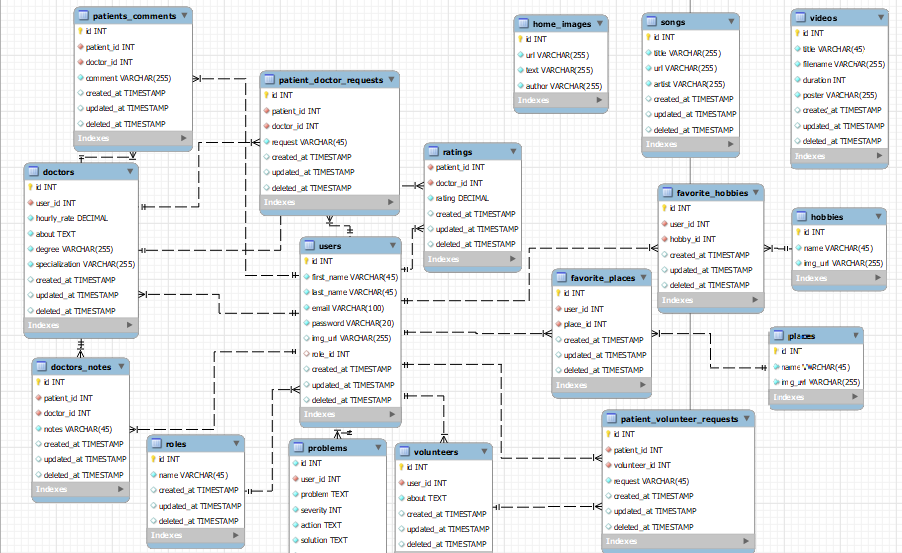 patients_comments
id INT
patient_id INT
doctor_id INT
comment VARCHAR(255)
created_at TIMESTAMP
updated_at TIMESTAMP
deleted_at TIMESTAMP
Indexes
patient_doctor_requests
id INT
patient_id INT
doctor_id INT
request VARCHAR(45)
created_at TIMESTAMP
updated_at TIMESTAMP
deleted_at TIMESTAMP
Indexes
home_images
id INT
url VARCHAR(255)
text VARCHAR(255)
author VARCHAR(255)
Indexes
songs
id INT
title VARCHAR(255)
url VARCHAR(255)
artist VARCHAR(255)
created_at TIMESTAMP
updated_at TIMESTAMP
deleted_at TIMESTAMP
Indexes
videos
id INT
title VARCHAR(45)
filename VARCHAR(255)
duration INT
poster VARCHAR(255)
created_at TIMESTAMP
updated_at TIMESTAMP
deleted_at TIMESTAMP
Indexes
doctors
id INT
user_id INT
hourly_rate DECIMAL
about TEXT
degree VARCHAR(255)
specialization VARCHAR(255)
created_at TIMESTAMP
updated_at TIMESTAMP
deleted_at TIMESTAMP
Indexes
ratings
patient_id INT
doctor_id INT
rating DECIMAL
created_at TIMESTAMP
updated_at TIMESTAMP
deleted_at TIMESTAMP
Indexes
users
id INT
first_name VARCHAR(45)
last_name VARCHAR(45)
email VARCHAR(100)
password VARCHAR(20)
img_url VARCHAR(255)
role_id INT
created_at TIMESTAMP
updated_at TIMESTAMP
deleted_at TIMESTAMP
Indexes
favorite_hobbies
id INT
user_id INT
hobby_id INT
created_at TIMESTAMP
updated_at TIMESTAMP
deleted_at TIMESTAMP
Indexes
hobbies
id INT
name VARCHAR(45)
img_url VARCHAR(255)
Indexes
favorite_places
id INT
user_id INT
place_id INT
created_at TIMESTAMP
updated_at TIMESTAMP
deleted_at TIMESTAMP
Indexes
places
id INT
name VARCHAR(45)
img_url VARCHAR(255)
Indexes
doctors_notes
id INT
patient_id INT
doctor_id INT
notes VARCHAR(45)
created_at TIMESTAMP
updated_at TIMESTAMP
deleted_at TIMESTAMP
Indexes
roles
id INT
name VARCHAR(45)
created_at TIMESTAMP
updated_at TIMESTAMP
deleted_at TIMESTAMP
Indexes
problems
id INT
user_id INT
problem TEXT
severity INT
action TEXT
solution TEXT
volunteers
id INT
user_id INT
about TEXT
created_at TIMESTAMP
updated_at TIMESTAMP
deleted_at TIMESTAMP
patient_volunteer_requests
id INT
patient_id INT
volunteer_id INT
request VARCHAR(45)
created_at TIMESTAMP
updated_at TIMESTAMP
deleted_at TIMESTAMP
Indexes